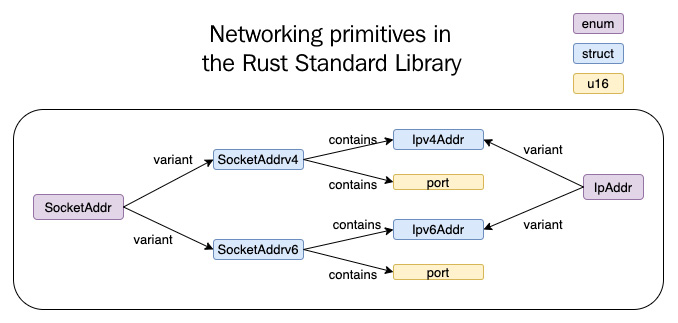 Networking primitives in
the Rust Standard Library
enum
struct
u16
SocketAddr
variant
variant
SocketAddrv4
SocketAddrv6
contains
contains
contains
contains
Ipv4Addr
port
Ipv6Addr
port
variant
variant
IpAddr